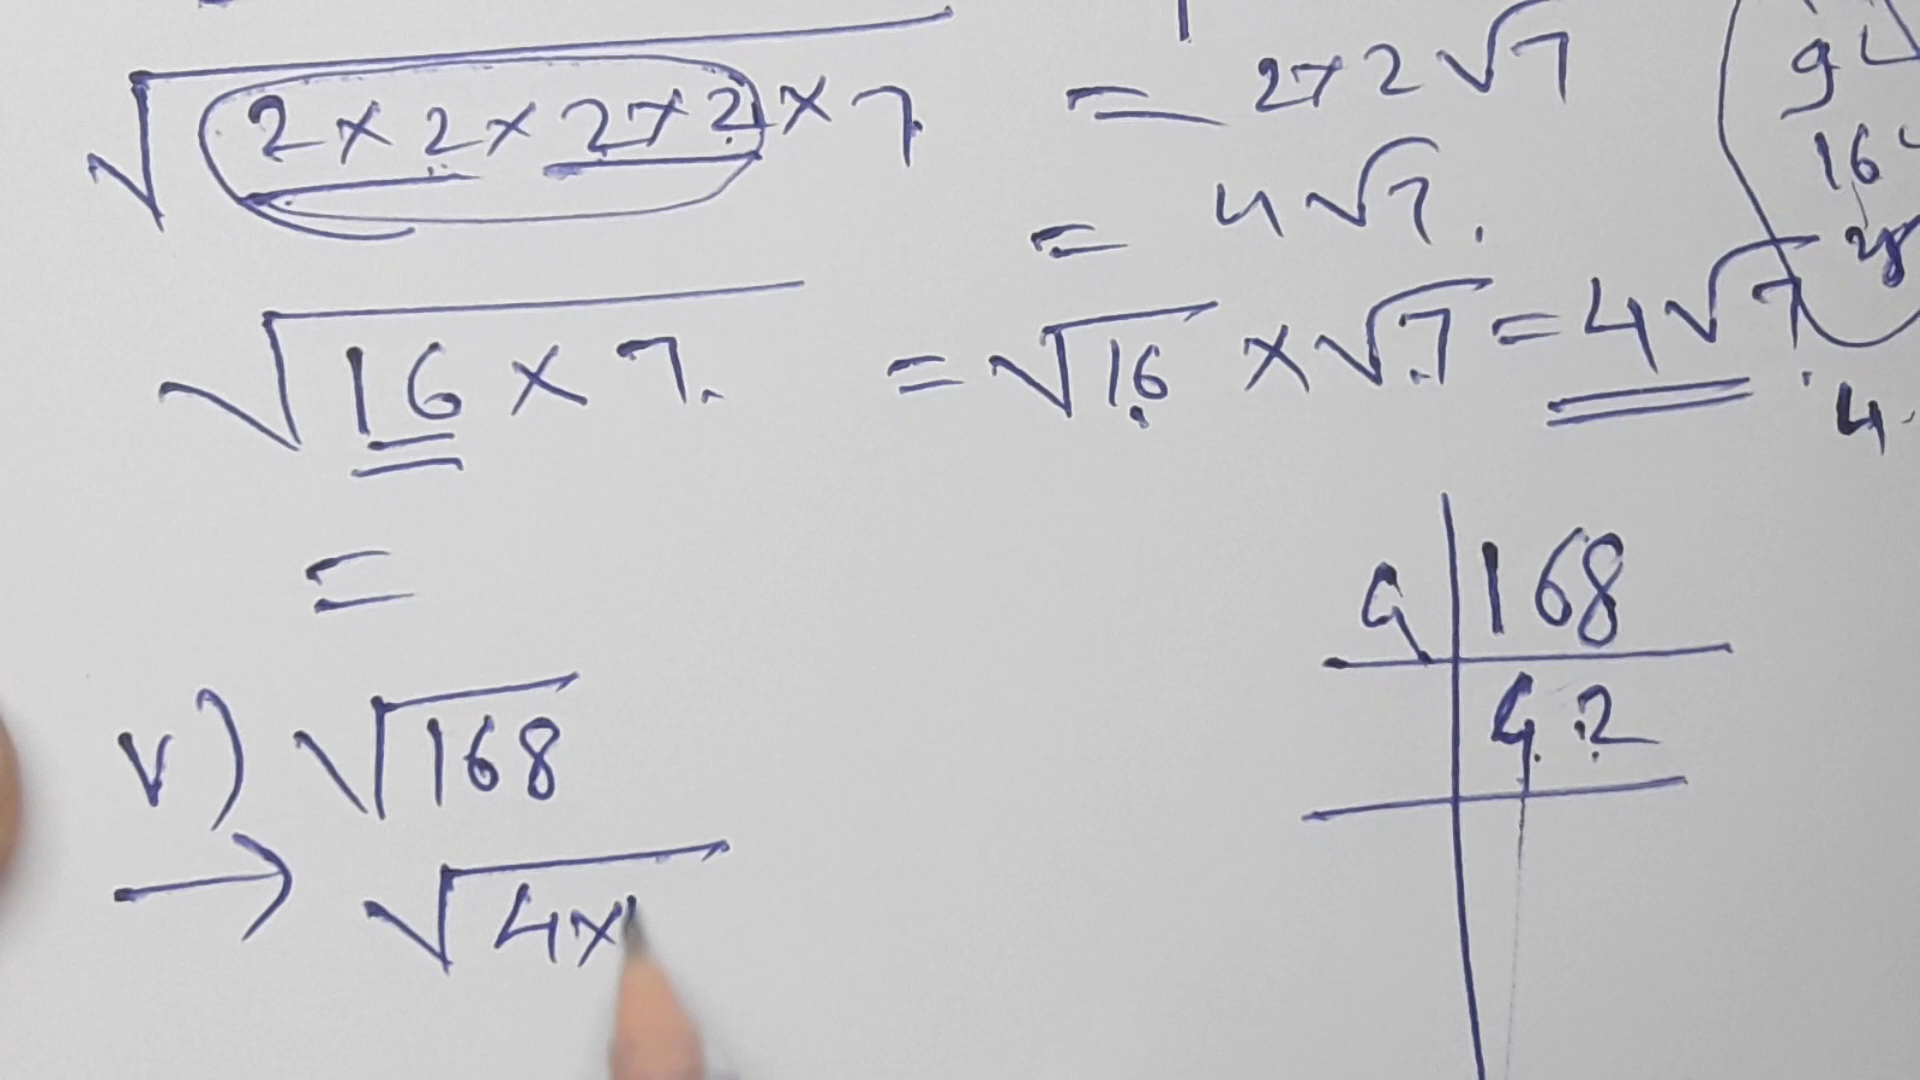 √2×2×2×2×7 = 2×2√7
= 4√7.
√16×7. = √16 × √7 = 4√7
=
4 | 168
42
v) √168
→ √4×
9
16
28
4